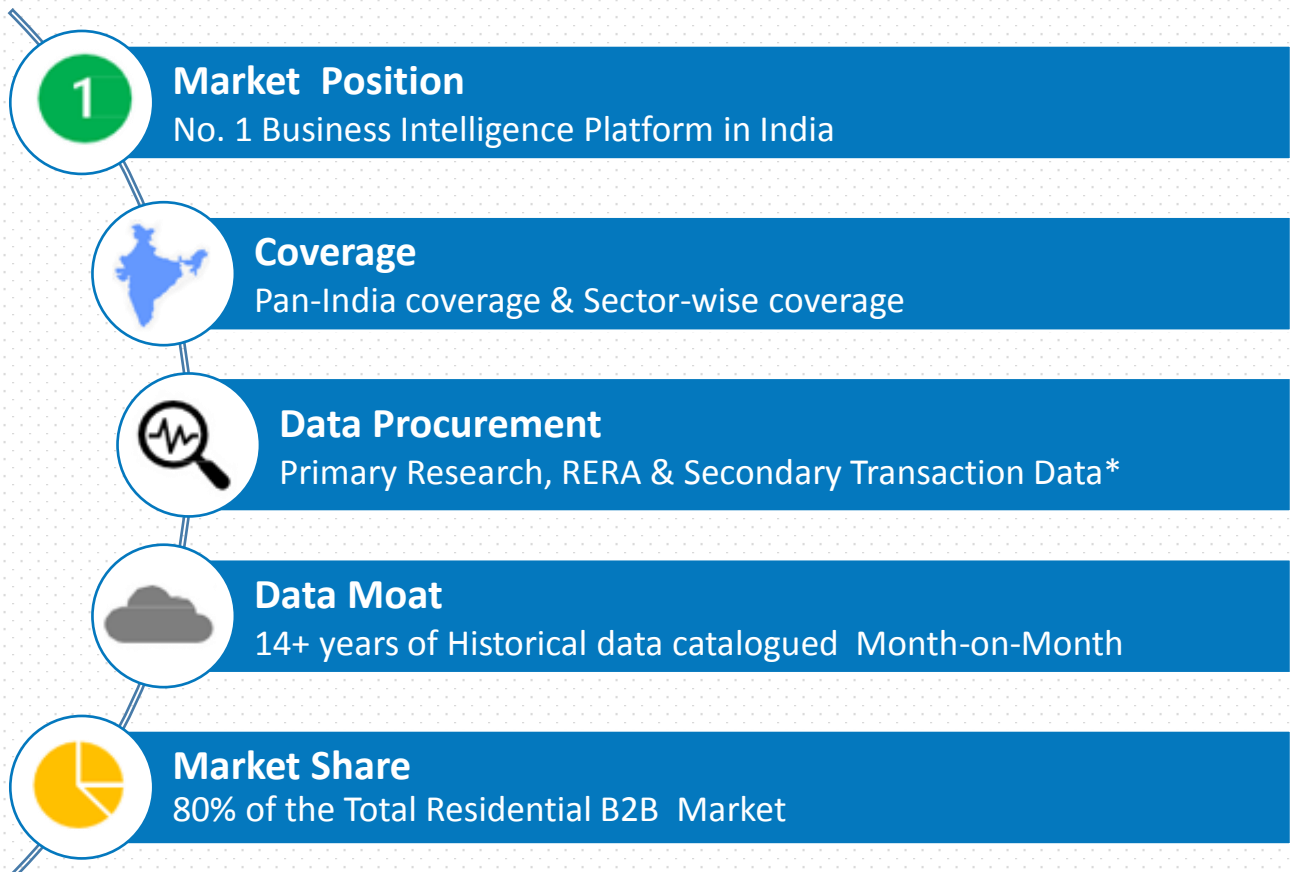 1
Market Position
No. 1 Business Intelligence Platform in India
Coverage
Pan-India coverage & Sector-wise coverage
Data Procurement
Primary Research, RERA & Secondary Transaction Data*
Data Moat
14+ years of Historical data catalogued Month-on-Month
Market Share
80% of the Total Residential B2B Market